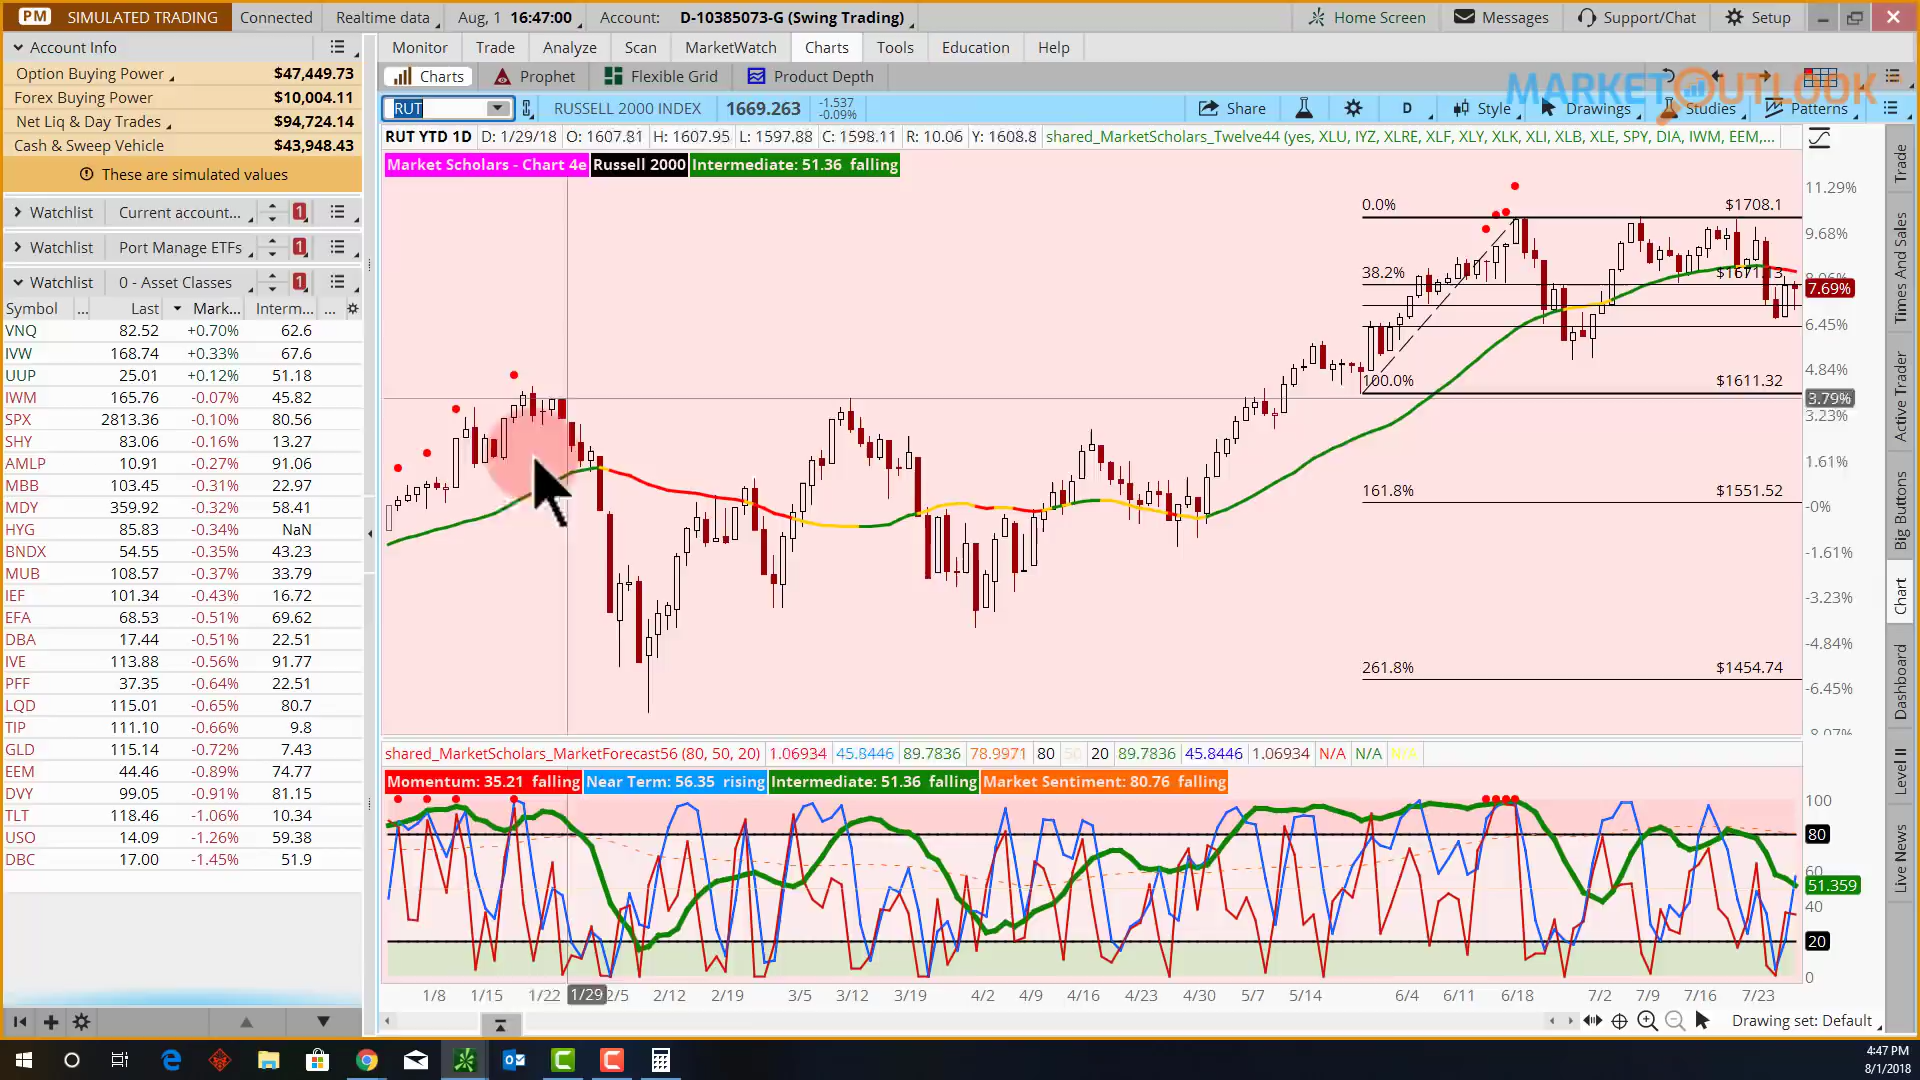 PM SIMULATED TRADING Connected Realtime data Aug, 1 16:47:00 Account: D-10385073-G (Swing Trading) Home Screen Messages Support/Chat Setup
Account Info
Option Buying Power $47,449.73
Forex Buying Power $10,004.11
Net Liq & Day Trades $94,724.14
Cash & Sweep Vehicle $43,948.43
These are simulated values
Watchlist Current account... 1
Watchlist Port Manage ETFs 1
Watchlist 0 - Asset Classes 1
Symbol ... Last Mark... Interm... ...
VNQ 82.52 +0.70% 62.6
IVW 168.74 +0.33% 67.6
UUP 25.01 +0.12% 51.18
IWM 165.76 -0.07% 45.82
SPX 2813.36 -0.10% 80.56
SHY 83.06 -0.16% 13.27
AMLP 10.91 -0.27% 91.06
MBB 103.45 -0.31% 22.97
MDY 359.92 -0.32% 58.41
HYG 85.83 -0.34% NaN
BNDX 54.55 -0.35% 43.23
MUB 108.57 -0.37% 33.79
IEF 101.34 -0.43% 16.72
EFA 68.53 -0.51% 69.62
DBA 17.44 -0.51% 22.51
IVE 113.88 -0.56% 91.77
PFF 37.35 -0.64% 22.51
LQD 115.01 -0.65% 80.7
TIP 111.10 -0.66% 9.8
GLD 115.14 -0.72% 7.43
EEM 44.46 -0.89% 74.77
DVY 99.05 -0.91% 81.15
TLT 118.46 -1.06% 10.34
USO 14.09 -1.26% 59.38
DBC 17.00 -1.45% 51.9
Monitor Trade Analyze Scan MarketWatch Charts Tools Education Help
Charts Prophet Flexible Grid Product Depth
MARKETOUTLOOK
RUT RUSSELL 2000 INDEX 1669.263 -1.537 -0.09% Share D Style Drawings Studies Patterns
RUT YTD 1D D: 1/29/18 O: 1607.81 H: 1607.95 L: 1597.88 C: 1598.11 R: 10.06 Y: 1608.8 shared_MarketScholars_Twelve44 (yes, XLU, IYZ, XLRE, XLF, XLY, XLK, XLI, XLB, XLE, SPY, DIA, IWM, EEM,...
Market Scholars - Chart 4e Russell 2000 Intermediate: 51.36 falling
11.29%
0.0% $1708.1
9.68%
38.2% $1671.13
7.69%
6.45%
4.84%
100.0% $1611.32
3.79%
3.23%
1.61%
161.8% $1551.52
-0%
-1.61%
-3.23%
-4.84%
261.8% $1454.74
-6.45%
-8.07%
shared_MarketScholars_MarketForecast56 (80, 50, 20) 1.06934 45.8446 89.7836 78.9971 80 50 20 89.7836 45.8446 1.06934 N/A N/A N/A
Momentum: 35.21 falling Near Term: 56.35 rising Intermediate: 51.36 falling Market Sentiment: 80.76 falling
100
80
60
51.359
40
20
0
1/8 1/15 1/22 1/29 2/5 2/12 2/19 3/5 3/12 3/19 4/2 4/9 4/16 4/23 4/30 5/7 5/14 6/4 6/11 6/18 7/2 7/9 7/16 7/23
Drawing set: Default
Trade
Times And Sales
Active Trader
Big Buttons
Chart
Dashboard
Level II
Live News
4:47 PM
8/1/2018